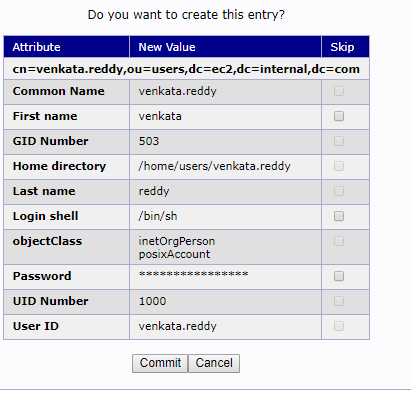 Do you want to create this entry?
Attribute New Value Skip
cn=venkata.reddy,ou=users,dc=ec2,dc=internal,dc=com
Common Name venkata.reddy
First name venkata
GID Number 503
Home directory /home/users/venkata.reddy
Last name reddy
Login shell /bin/sh
objectClass inetOrgPerson
posixAccount
Password ****************
UID Number 1000
User ID venkata.reddy
Commit Cancel